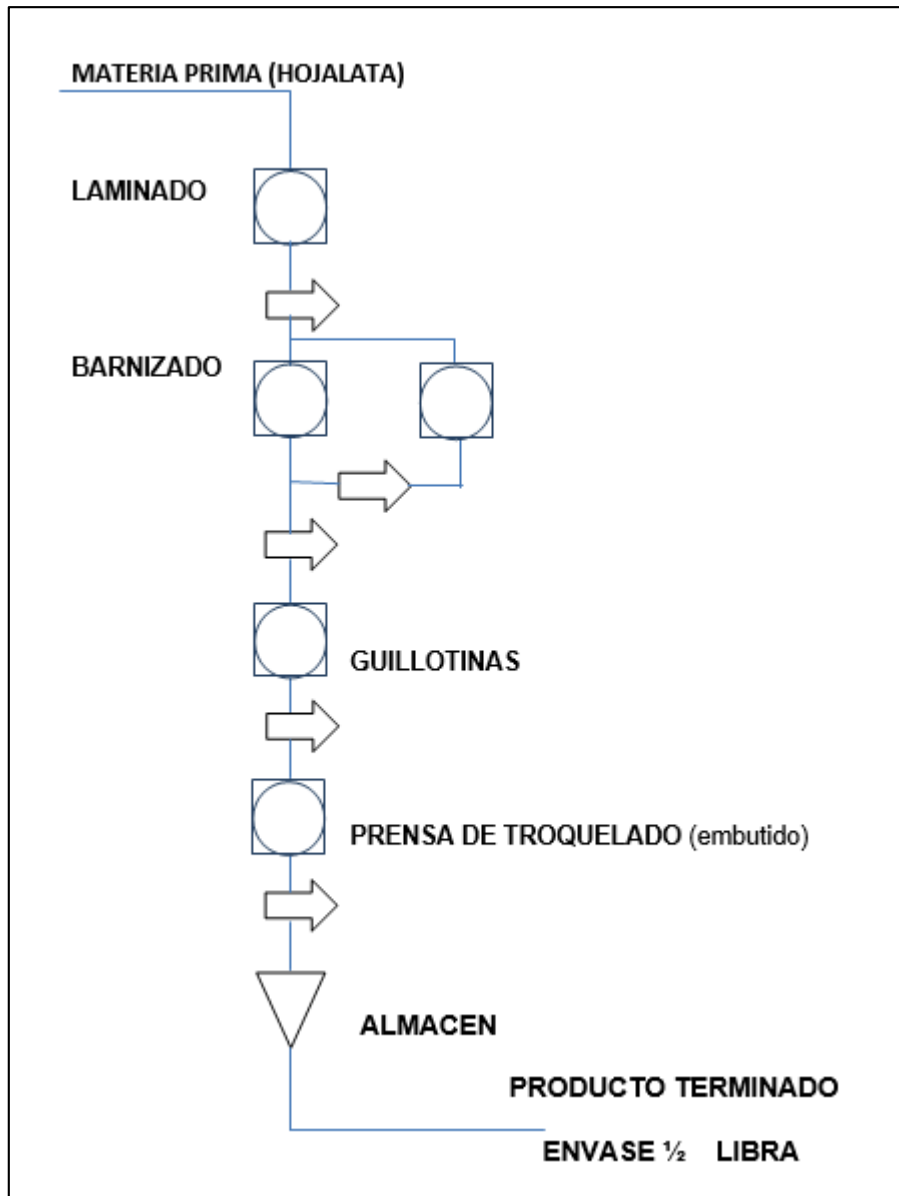 MATERIA PRIMA (HOJALATA)
LAMINADO
BARNIZADO
GUILLOTINAS
PRENSA DE TROQUELADO (embutido)
ALMACEN
PRODUCTO TERMINADO
ENVASE ½ LIBRA